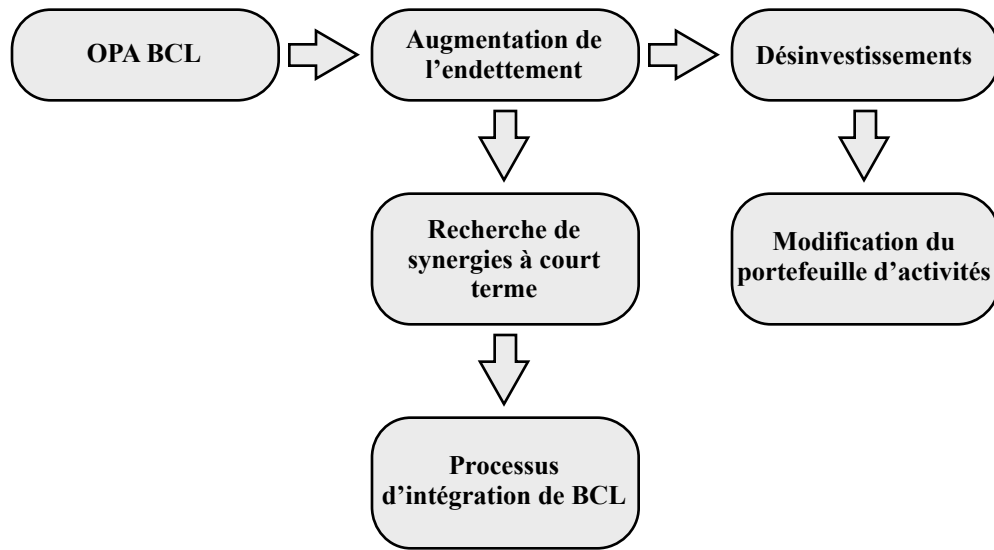 OPA BCL
Augmentation de
l’endettement
Désinvestissements
Recherche de
synergies à court
terme
Modification du
portefeuille d’activités
Processus
d’intégration de BCL